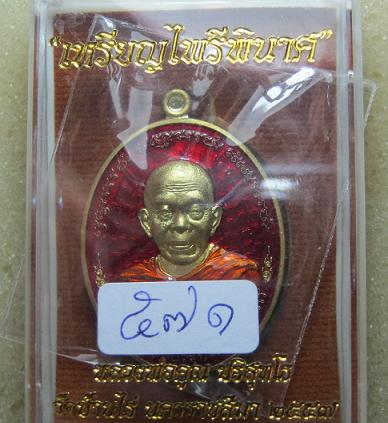 "เหรียญไพรีพินาศ"
๕๗๑
หลวงพ่อคูณ ปริสุทโธ
วัดบ้านไร่ นครราชสีมา ๒๕๕๗